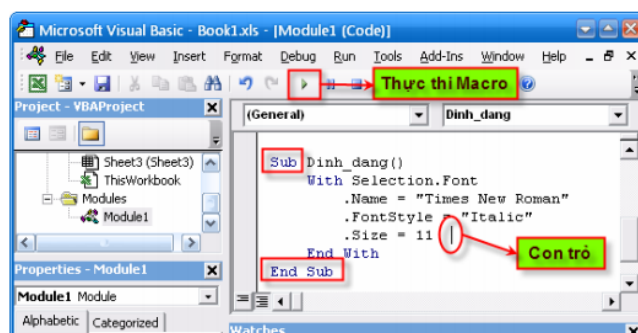 Microsoft Visual Basic - Book1.xls - [Module1 (Code)]
File Edit View Insert Format Debug Run Tools Add-Ins Window Help
Thực thi Macro
Project - VBAProject
(General) Dinh_dang
Sheet3 (Sheet3)
ThisWorkbook
Modules
Module1
Sub Dinh_dang()
With Selection.Font
.Name = "Times New Roman"
.FontStyle = "Italic"
.Size = 11
End With
End Sub
Con trỏ
Properties - Module1
Module1 Module
Alphabetic Categorized
Watches